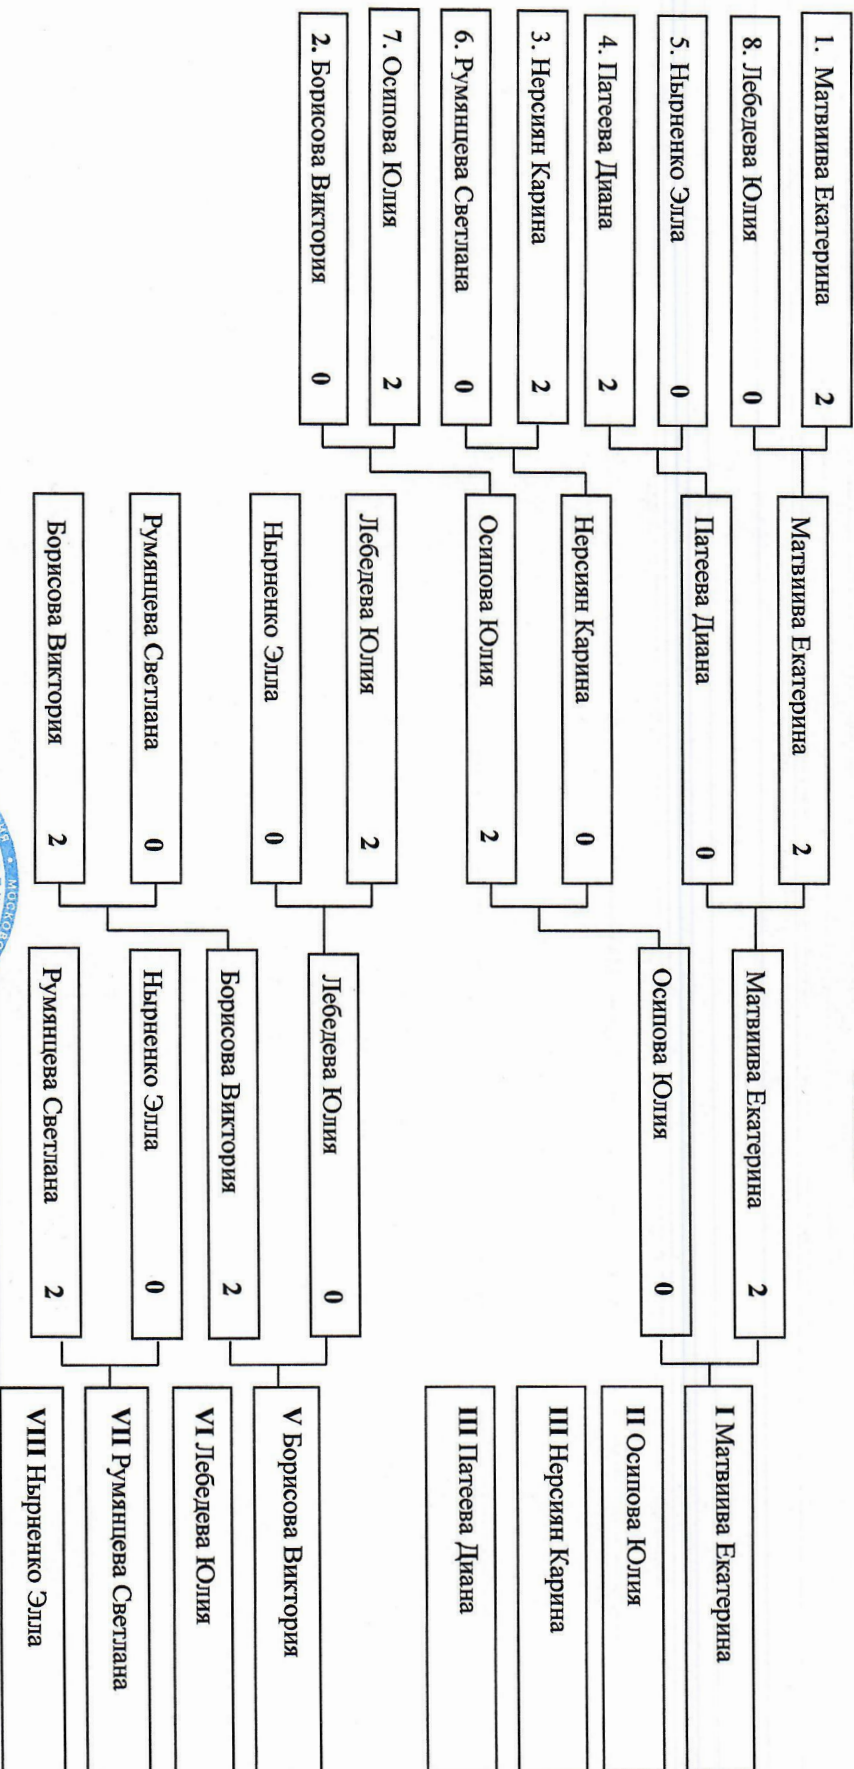 1. Матвиива Екатерина 2
8. Лебедева Юлия 0
5. Нырненко Элла 0
4. Патеева Диана 2
3. Нерсиян Карина 2
6. Румянцева Светлана 0
7. Осипова Юлия 2
2. Борисова Виктория 0
Матвиива Екатерина 2
Патеева Диана 0
Нерсиян Карина 0
Осипова Юлия 2
Лебедева Юлия 2
Нырненко Элла 0
Румянцева Светлана 0
Борисова Виктория 2
Матвиива Екатерина 2
Осипова Юлия 0
Лебедева Юлия 0
Борисова Виктория 2
Нырненко Элла 0
Румянцева Светлана 2
I Матвиива Екатерина
II Осипова Юлия
III Нерсиян Карина
III Патеева Диана
V Борисова Виктория
VI Лебедева Юлия
VII Румянцева Светлана
VIII Нырненко Элла